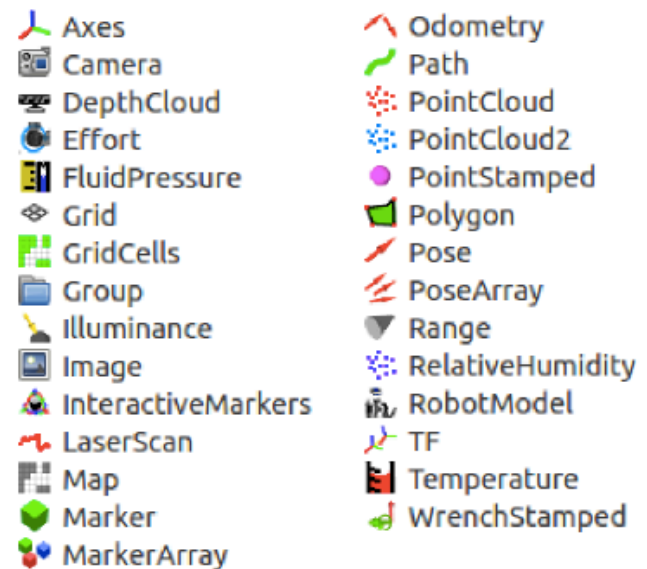 Axes
Camera
DepthCloud
Effort
FluidPressure
Grid
GridCells
Group
Illuminance
Image
InteractiveMarkers
LaserScan
Map
Marker
MarkerArray
Odometry
Path
PointCloud
PointCloud2
PointStamped
Polygon
Pose
PoseArray
Range
RelativeHumidity
RobotModel
TF
Temperature
WrenchStamped